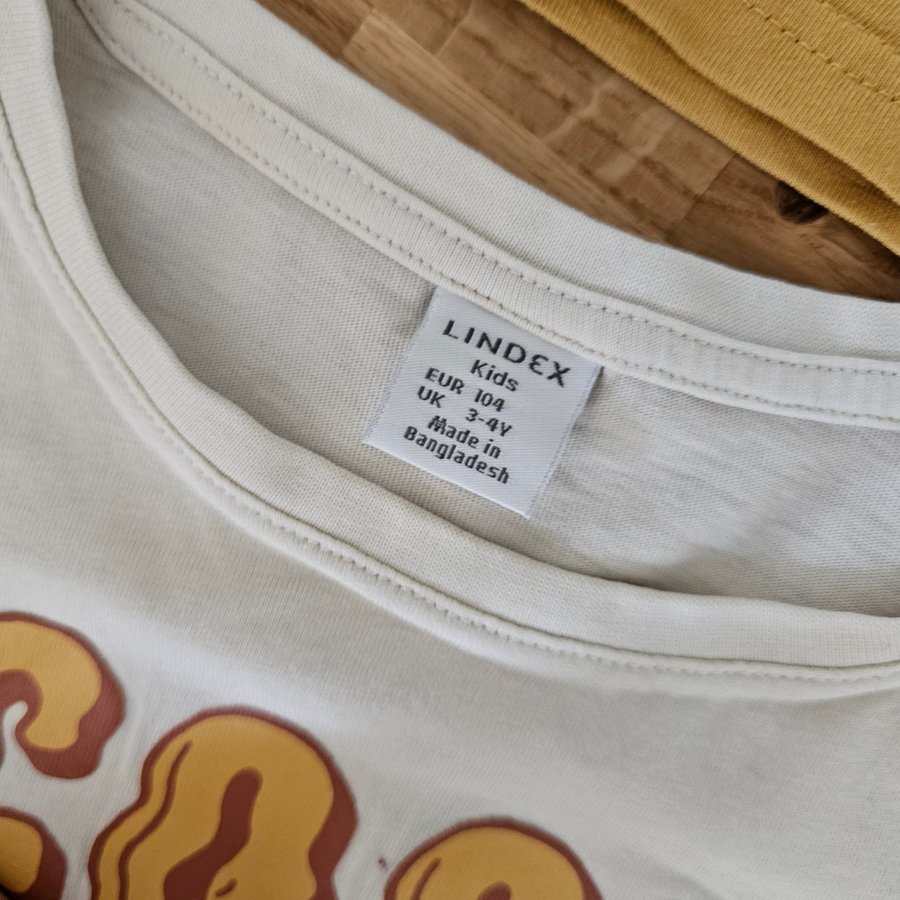 LINDEX
Kids
EUR 104
UK 3-4Y
Made in
Bangladesh